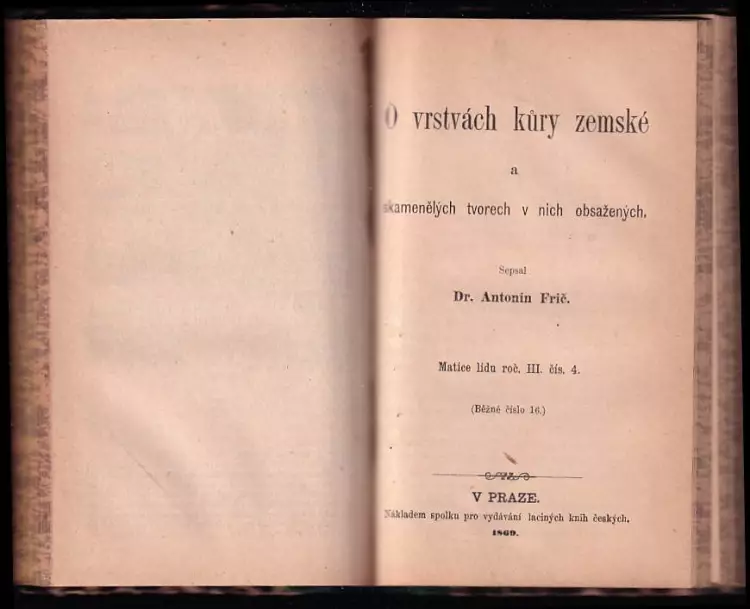 O vrstvách kůry zemské
a
skamenělých tvorech v nich obsažených.
Sepsal
Dr. Antonín Frič.
Matice lidu roč. III. čís. 4.
(Běžné číslo 16.)
V PRAZE.
Nákladem spolku pro vydávání laciných knih českých.
1869.